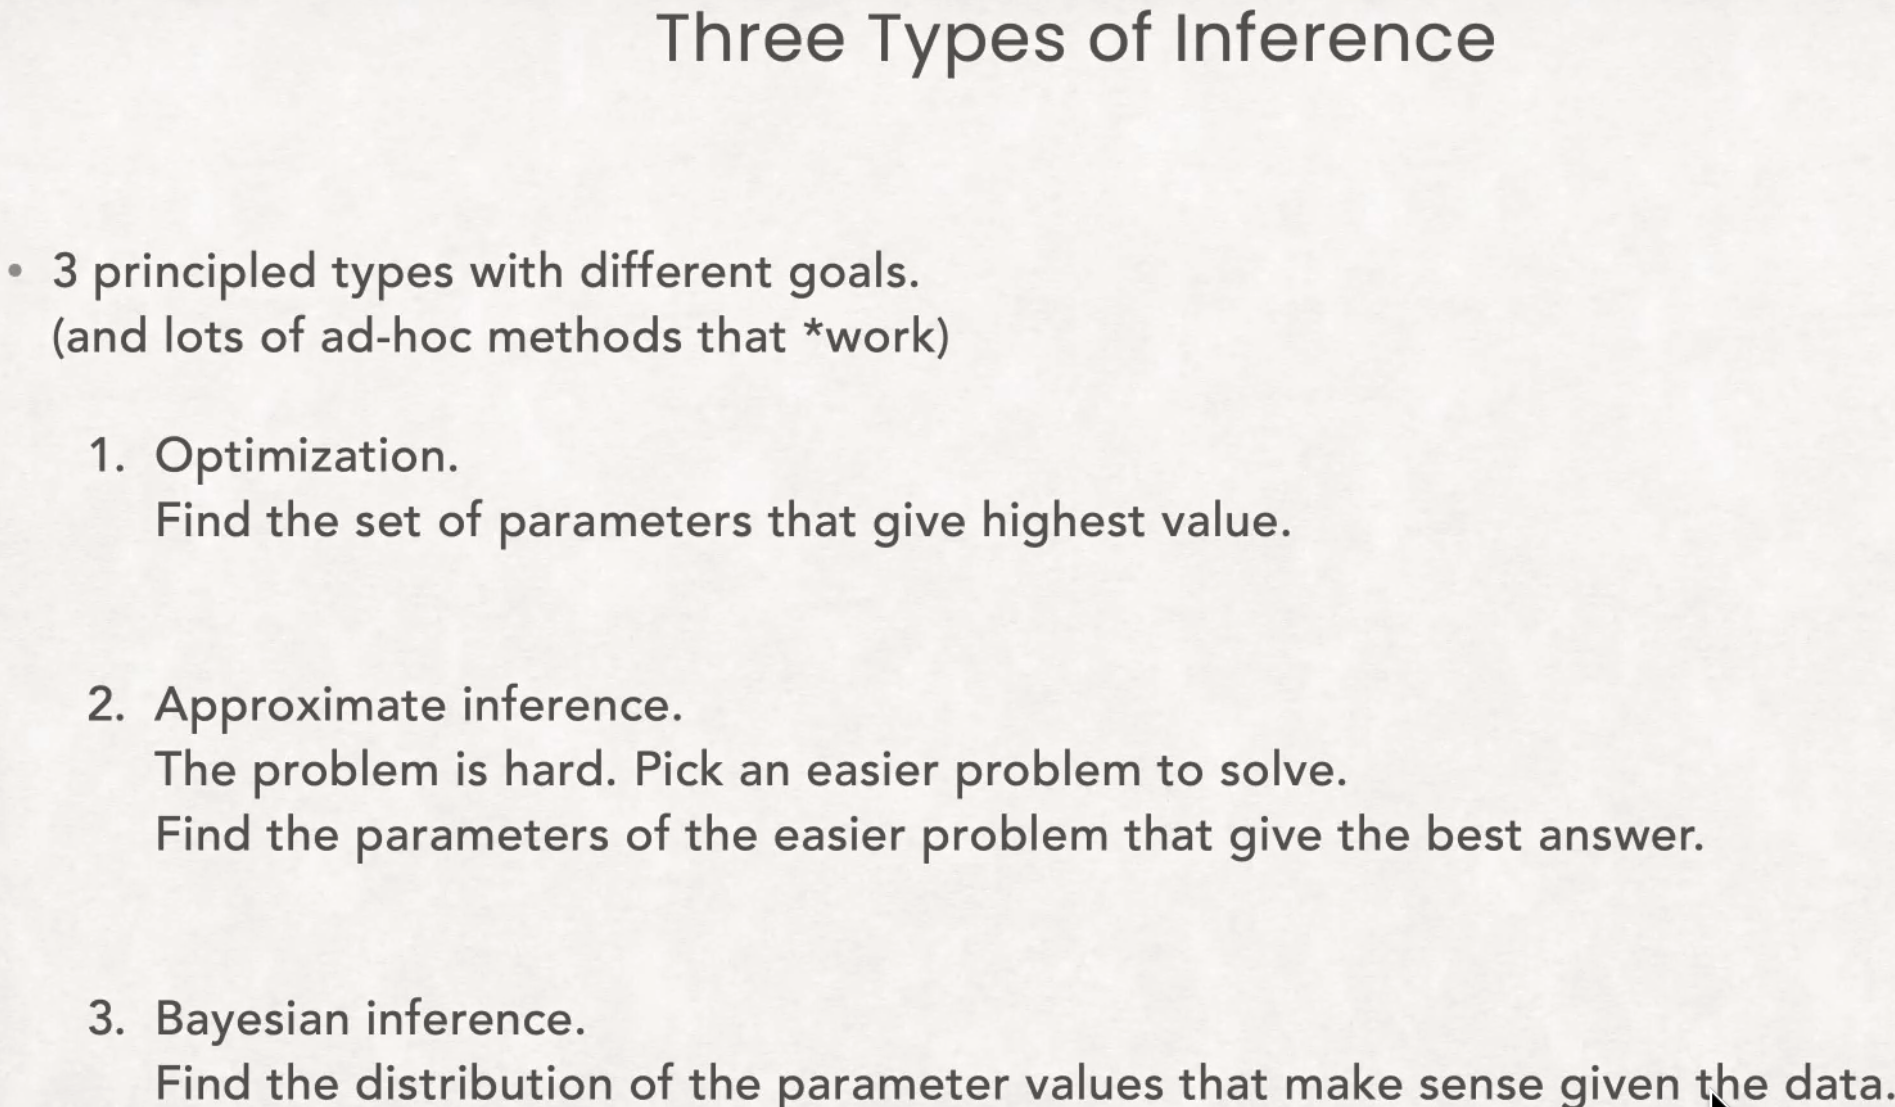 Three Types of Inference
• 3 principled types with different goals.
(and lots of ad-hoc methods that *work)
1. Optimization.
Find the set of parameters that give highest value.
2. Approximate inference.
The problem is hard. Pick an easier problem to solve.
Find the parameters of the easier problem that give the best answer.
3. Bayesian inference.
Find the distribution of the parameter values that make sense given the data.